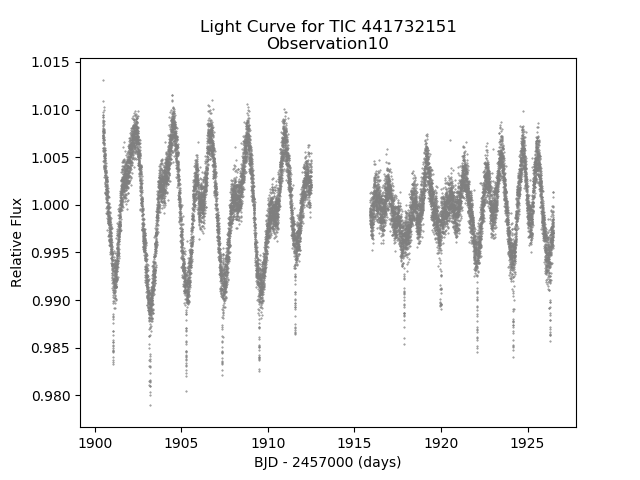 Light Curve for TIC 441732151
Observation10
1.015
1.010
1.005
1.000
0.995
0.990
0.985
0.980
Relative Flux
1900 1905 1910 1915 1920 1925
BJD - 2457000 (days)